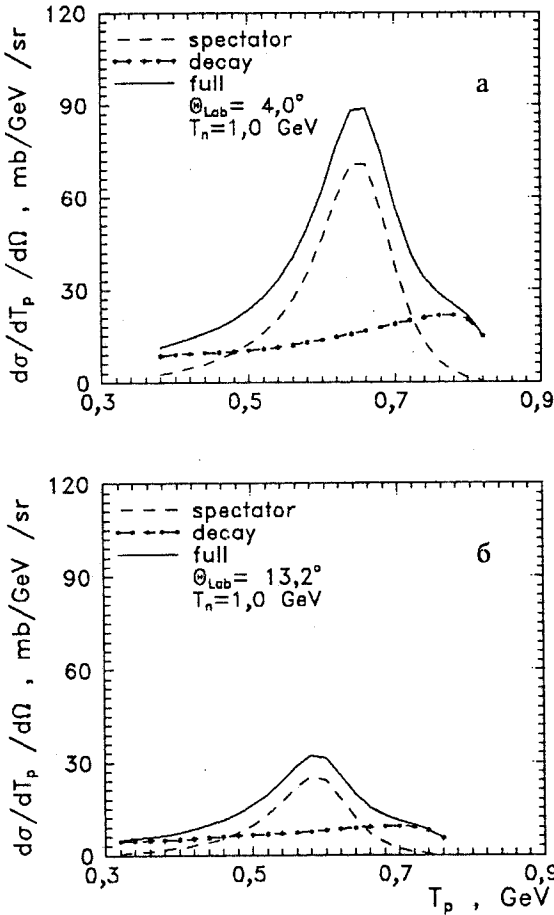 120
90
60
30
0
dσ/dT_p /dΩ , mb/GeV /sr
spectator
decay
full
Θ_Lab= 4,0°
T_n=1,0 GeV
а
0,3 0,5 0,7 0,9
120
90
60
30
0
dσ/dT_p /dΩ , mb/GeV /sr
spectator
decay
full
Θ_Lab= 13,2°
T_n=1,0 GeV
б
0,3 0,5 0,7 0,9
T_p, GeV